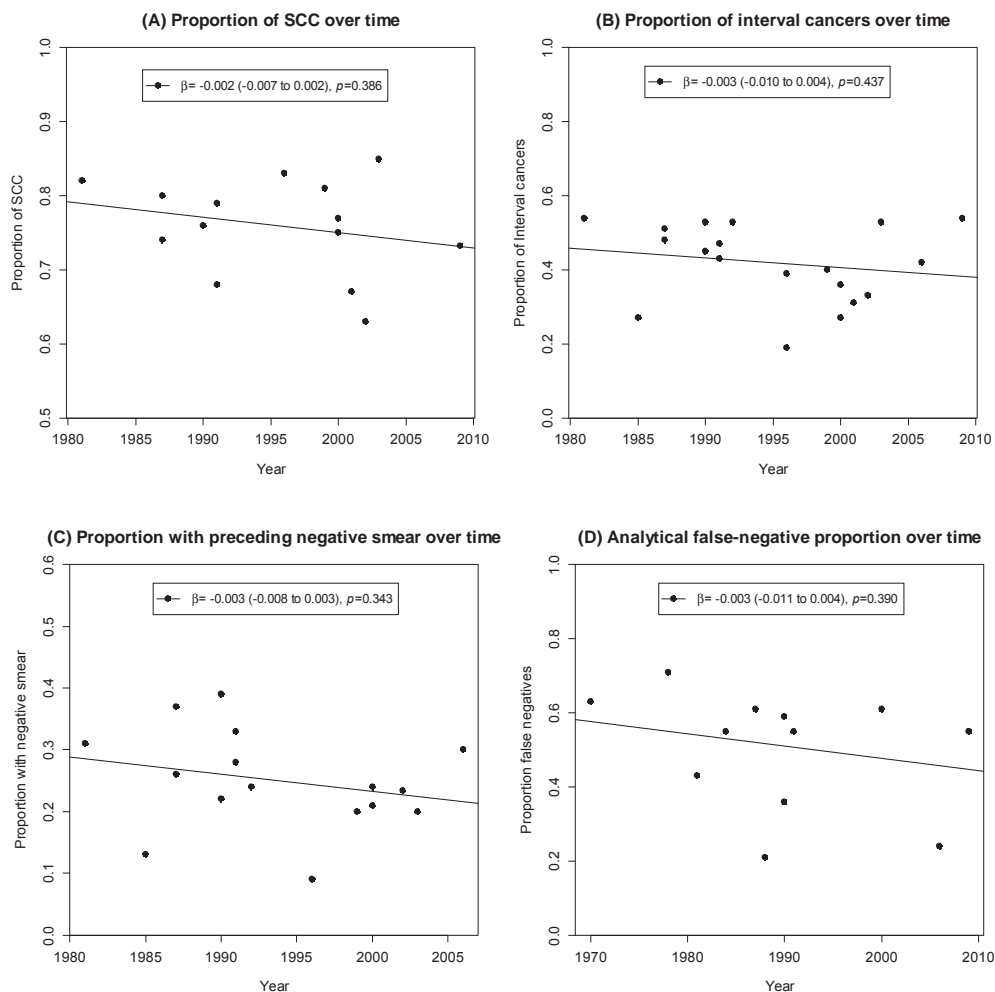 (A) Proportion of SCC over time
β= -0.002 (-0.007 to 0.002), p=0.386
Proportion of SCC
1.0
0.9
0.8
0.7
0.6
0.5
1980 1985 1990 1995 2000 2005 2010
Year
(B) Proportion of interval cancers over time
β= -0.003 (-0.010 to 0.004), p=0.437
Proportion of Interval cancers
1.0
0.8
0.6
0.4
0.2
0.0
1980 1985 1990 1995 2000 2005 2010
Year
(C) Proportion with preceding negative smear over time
β= -0.003 (-0.008 to 0.003), p=0.343
Proportion with negative smear
0.6
0.5
0.4
0.3
0.2
0.1
0.0
1980 1985 1990 1995 2000 2005
Year
(D) Analytical false-negative proportion over time
β= -0.003 (-0.011 to 0.004), p=0.390
Proportion false negatives
1.0
0.8
0.6
0.4
0.2
0.0
1970 1980 1990 2000 2010
Year